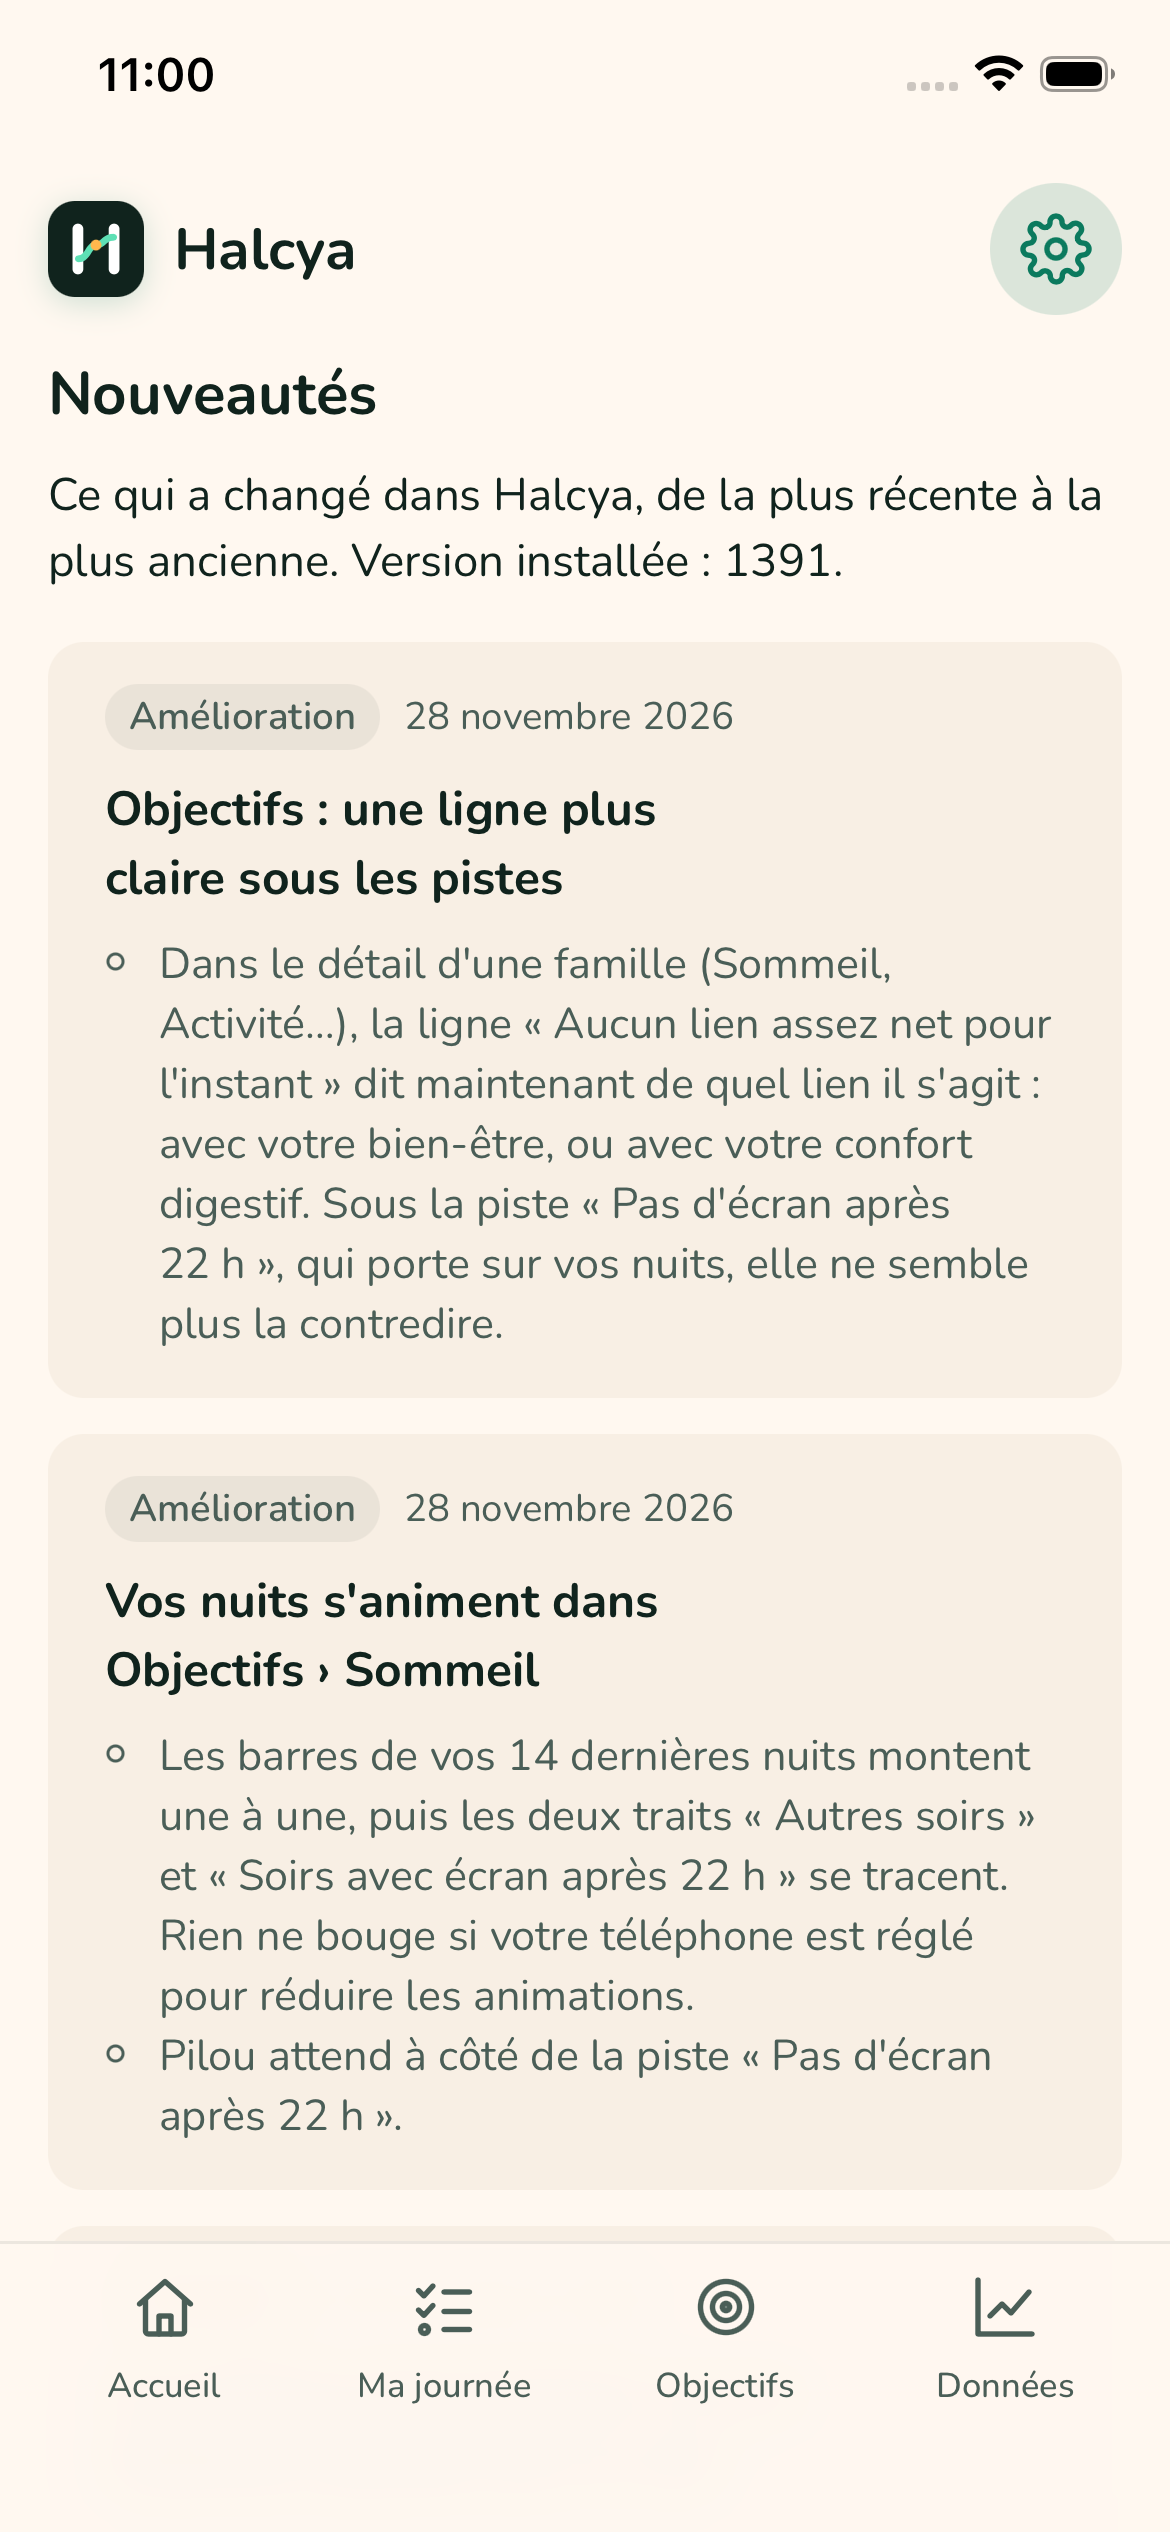 11:00
Halcya
Nouveautés
Ce qui a changé dans Halcya, de la plus récente à la
plus ancienne. Version installée : 1391.
Amélioration 28 novembre 2026
Objectifs : une ligne plus
claire sous les pistes
Dans le détail d'une famille (Sommeil,
Activité...), la ligne « Aucun lien assez net pour
l'instant » dit maintenant de quel lien il s'agit :
avec votre bien-être, ou avec votre confort
digestif. Sous la piste « Pas d'écran après
22 h », qui porte sur vos nuits, elle ne semble
plus la contredire.
Amélioration 28 novembre 2026
Vos nuits s'animent dans
Objectifs › Sommeil
Les barres de vos 14 dernières nuits montent
une à une, puis les deux traits « Autres soirs »
et « Soirs avec écran après 22 h » se tracent.
Rien ne bouge si votre téléphone est réglé
pour réduire les animations.
Pilou attend à côté de la piste « Pas d'écran
après 22 h ».
Accueil Ma journée Objectifs Données